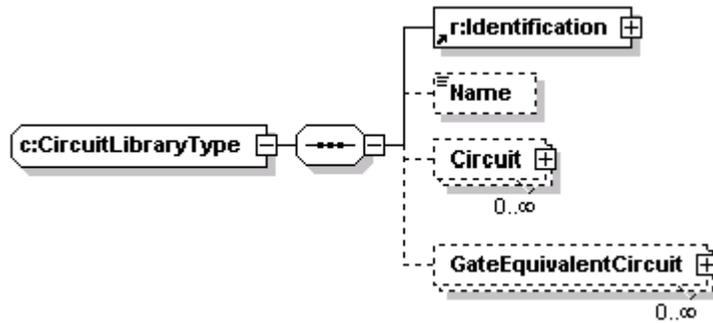 r:Identification
Name
c:CircuitLibraryType
Circuit
0..∞
GateEquivalentCircuit
0..∞